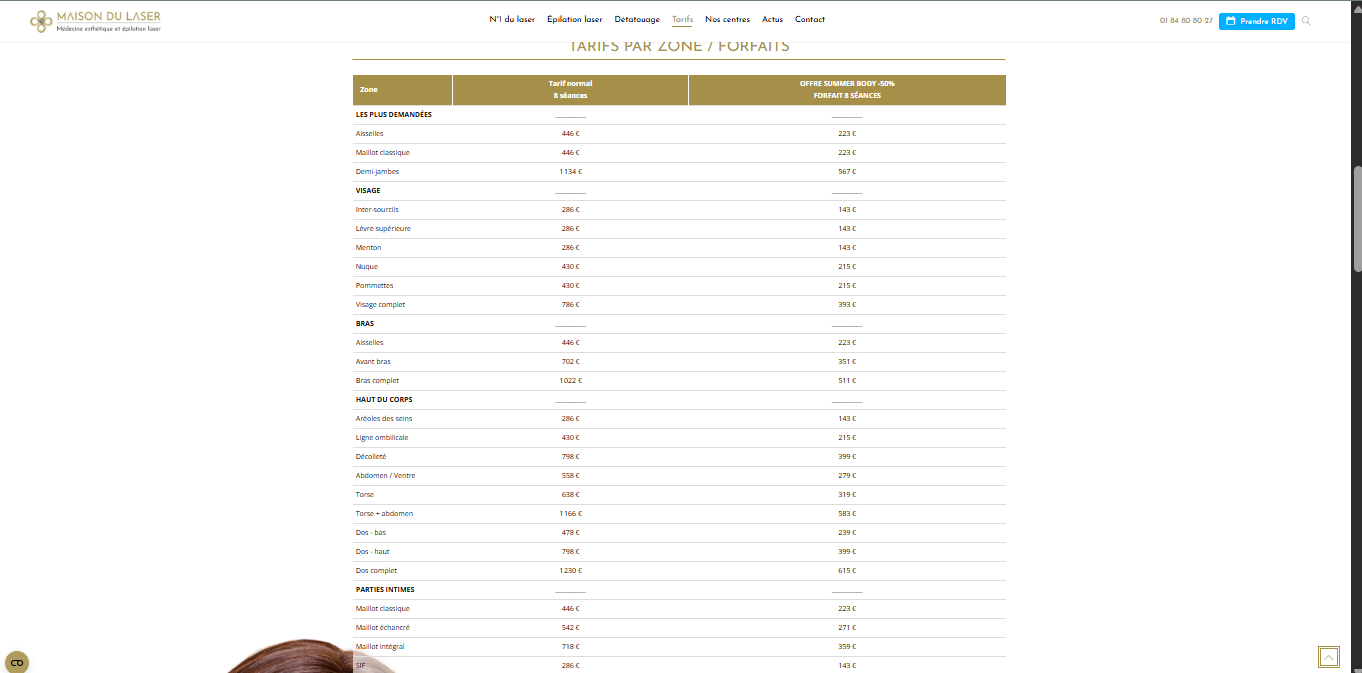 MAISON DU LASER
Médecine esthétique et épilation laser
N°1 du laser Épilation laser Détatouage Tarifs Nos centres Actus Contact
01 84 80 80 27 Prendre RDV
TARIFS PAR ZONE / FORFAITS
Zone Tarif normal 8 séances OFFRE SUMMER BODY -50% FORFAIT 8 SÉANCES
LES PLUS DEMANDÉES
Aisselles 446 € 223 €
Maillot classique 446 € 223 €
Demi-jambes 1134 € 567 €
VISAGE
Inter-sourcils 286 € 143 €
Lèvre supérieure 286 € 143 €
Menton 286 € 143 €
Nuque 430 € 215 €
Pommettes 430 € 215 €
Visage complet 786 € 393 €
BRAS
Aisselles 446 € 223 €
Avant bras 702 € 351 €
Bras complet 1022 € 511 €
HAUT DU CORPS
Aréoles des seins 286 € 143 €
Ligne ombilicale 430 € 215 €
Décolleté 798 € 399 €
Abdomen / Ventre 558 € 279 €
Torse 638 € 319 €
Torse + abdomen 1166 € 583 €
Dos - bas 478 € 239 €
Dos - haut 798 € 399 €
Dos complet 1230 € 615 €
PARTIES INTIMES
Maillot classique 446 € 223 €
Maillot échancré 542 € 271 €
Maillot intégral 718 € 359 €
SIF 286 € 143 €